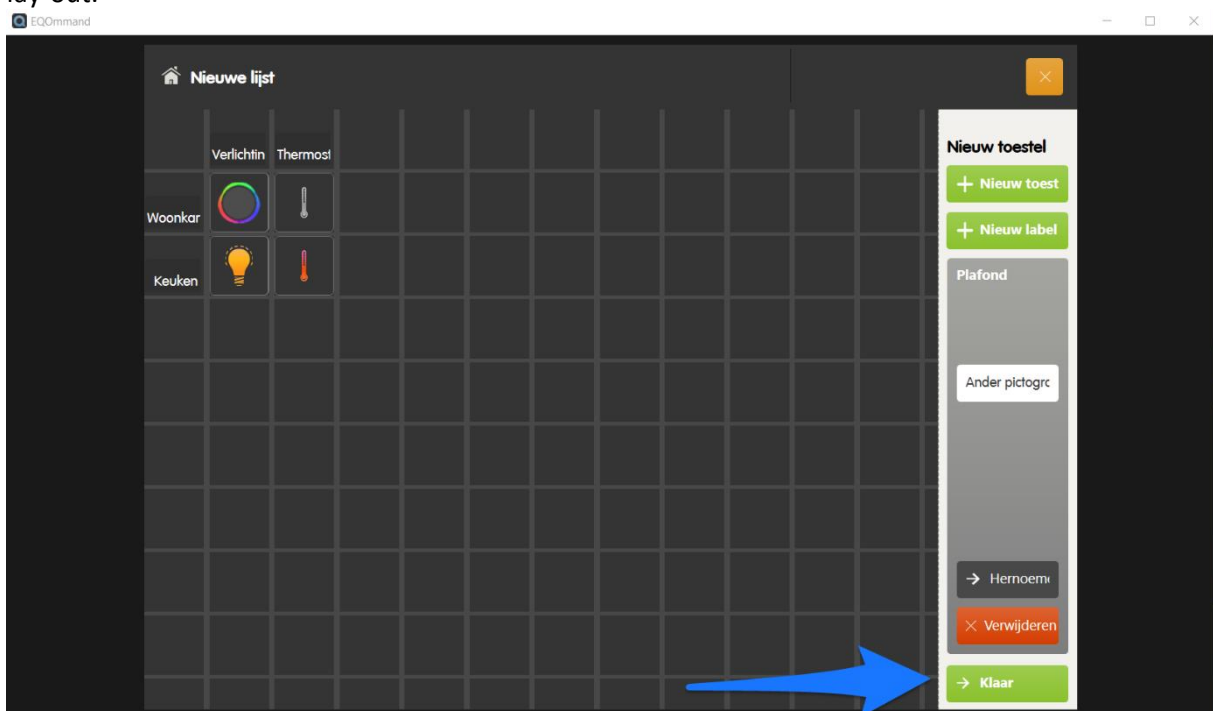 lay-out.
EQOmmand
Nieuwe lijst
Nieuw toestel
Verlichtin Thermost
+ Nieuw toest
Woonkar
+ Nieuw label
Keuken
Plafond
Ander pictogrc
→ Hernoeme
× Verwijderen
→ Klaar